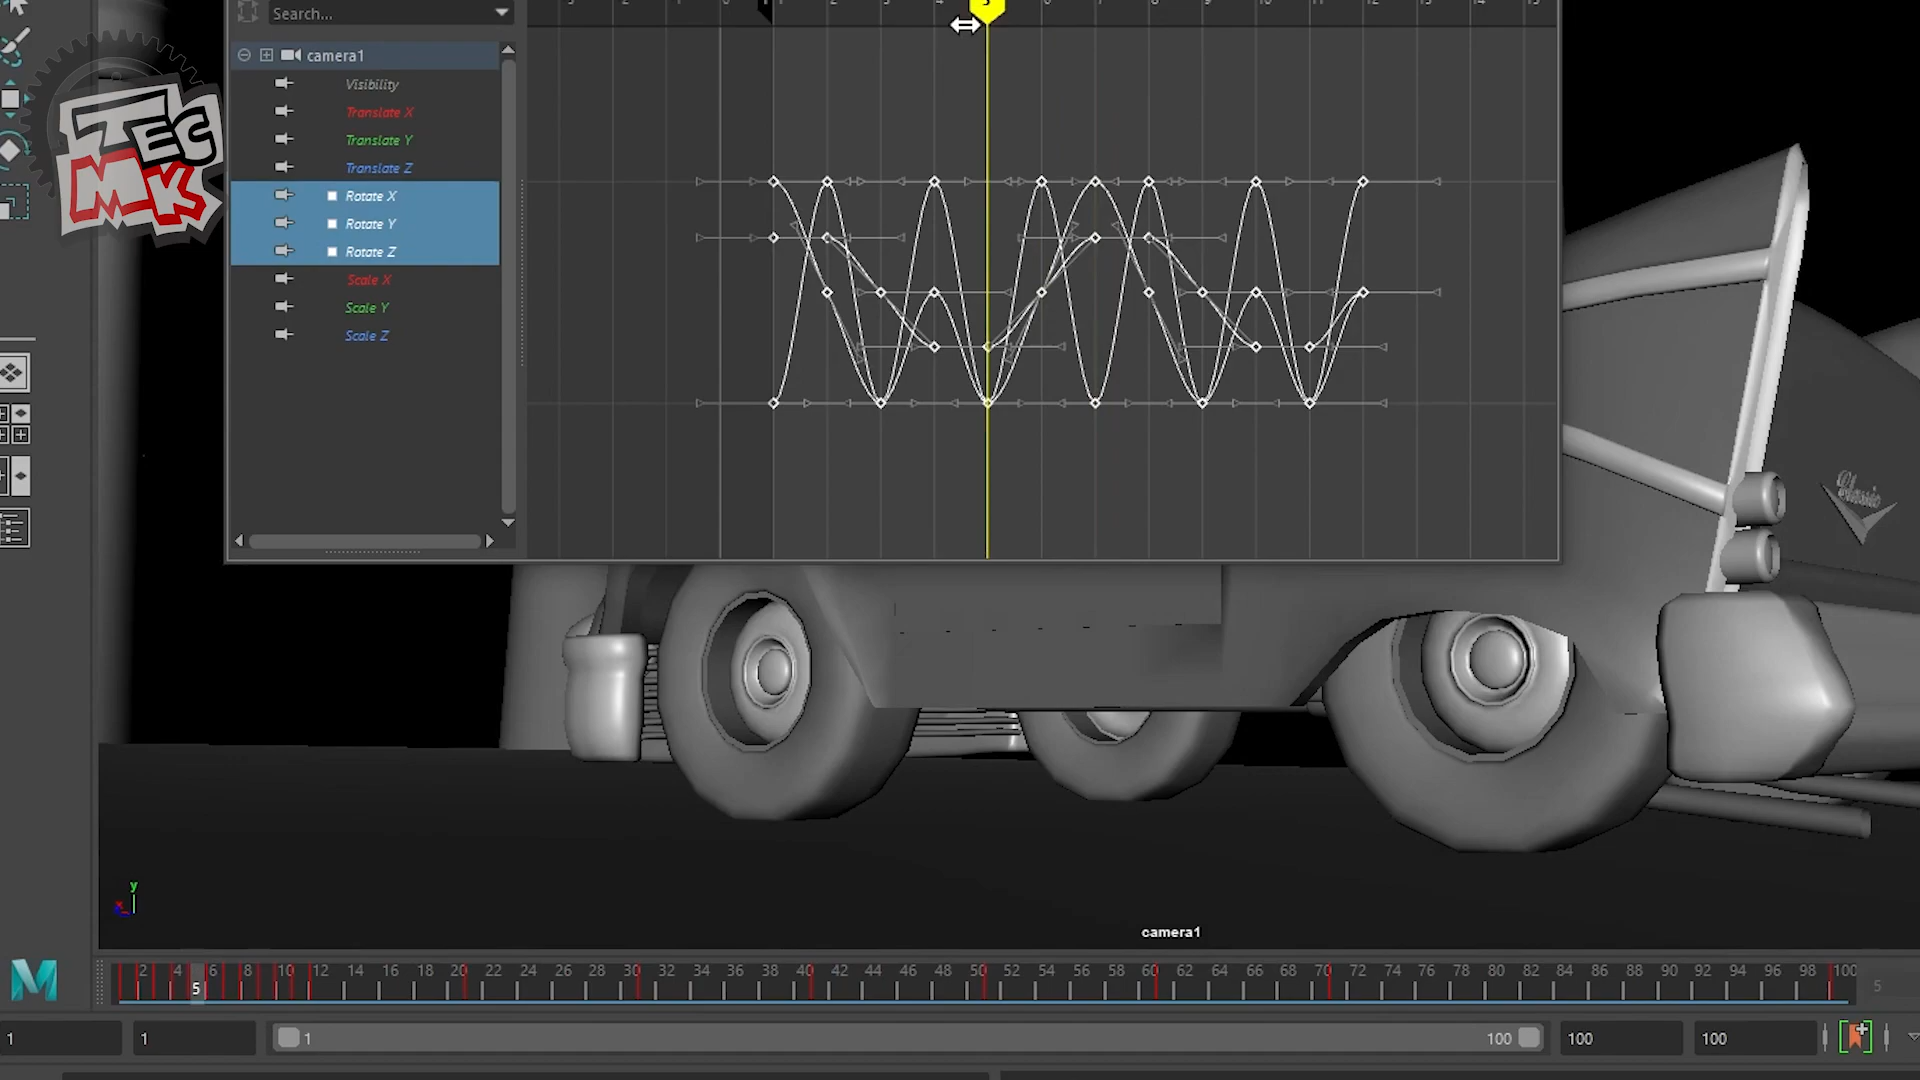 Search...
camera1
Visibility
Translate X
Translate Y
Translate Z
Rotate X
Rotate Y
Rotate Z
Scale X
Scale Y
Scale Z
TEC
MK
Classic
y
x
camera1
2 4 6 8 10 12 14 16 18 20 22 24 26 28 30 32 34 36 38 40 42 44 46 48 50 52 54 56 58 60 62 64 66 68 70 72 74 76 78 80 82 84 86 88 90 92 94 96 98 100
5
5
1 1 1 100 100 100
M